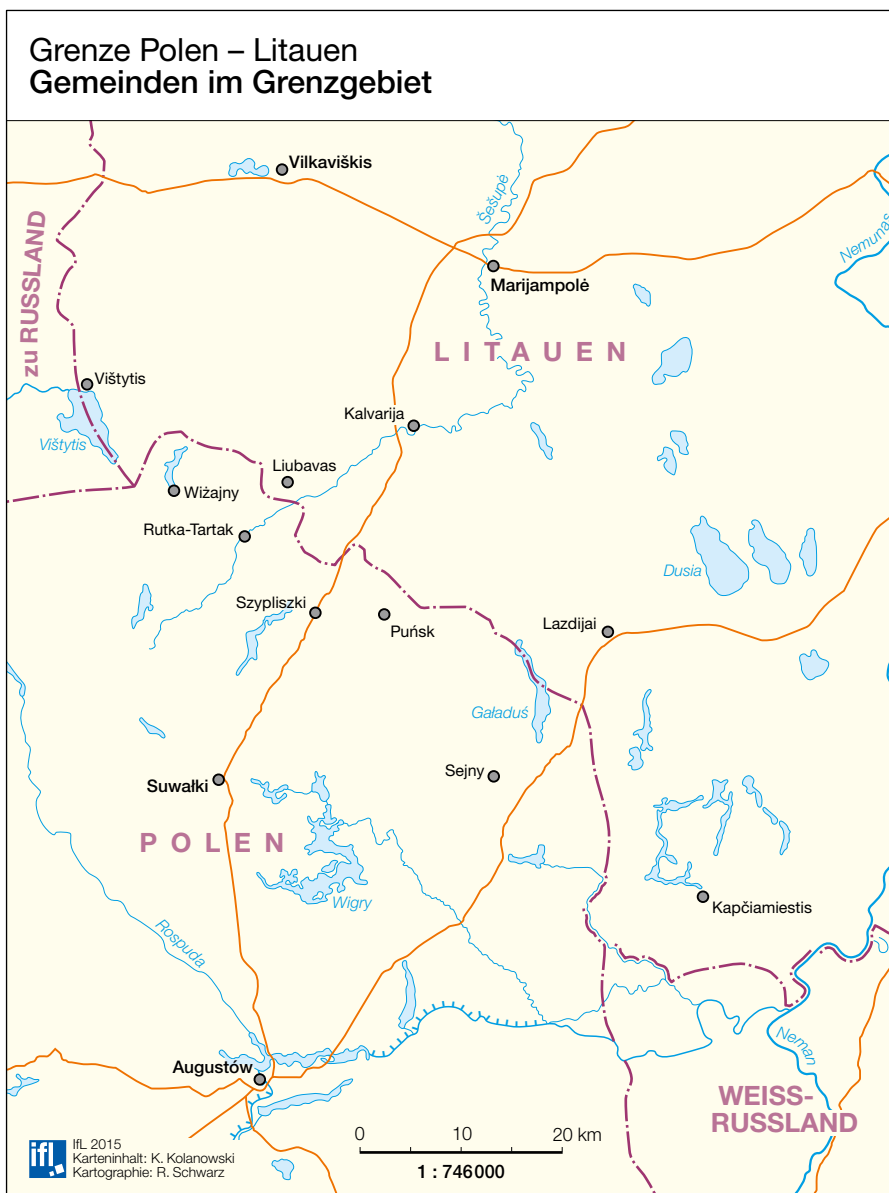 Grenze Polen – Litauen
Gemeinden im Grenzgebiet
Vilkaviškis
Šešupė
Nemunas
zu RUSSLAND
Marijampolė
LITAUEN
Vištytis
Kalvarija
Vištytis
Liubavas
Wiżajny
Rutka-Tartak
Dusia
Szypliszki
Puńsk
Lazdijai
Gaładuś
Sejny
Suwałki
POLEN
Wigry
Kapčiamiestis
Rospuda
Neman
Augustów
WEISS-
RUSSLAND
ifl
IfL 2015
Karteninhalt: K. Kolanowski
Kartographie: R. Schwarz
0 10 20 km
1 : 746000